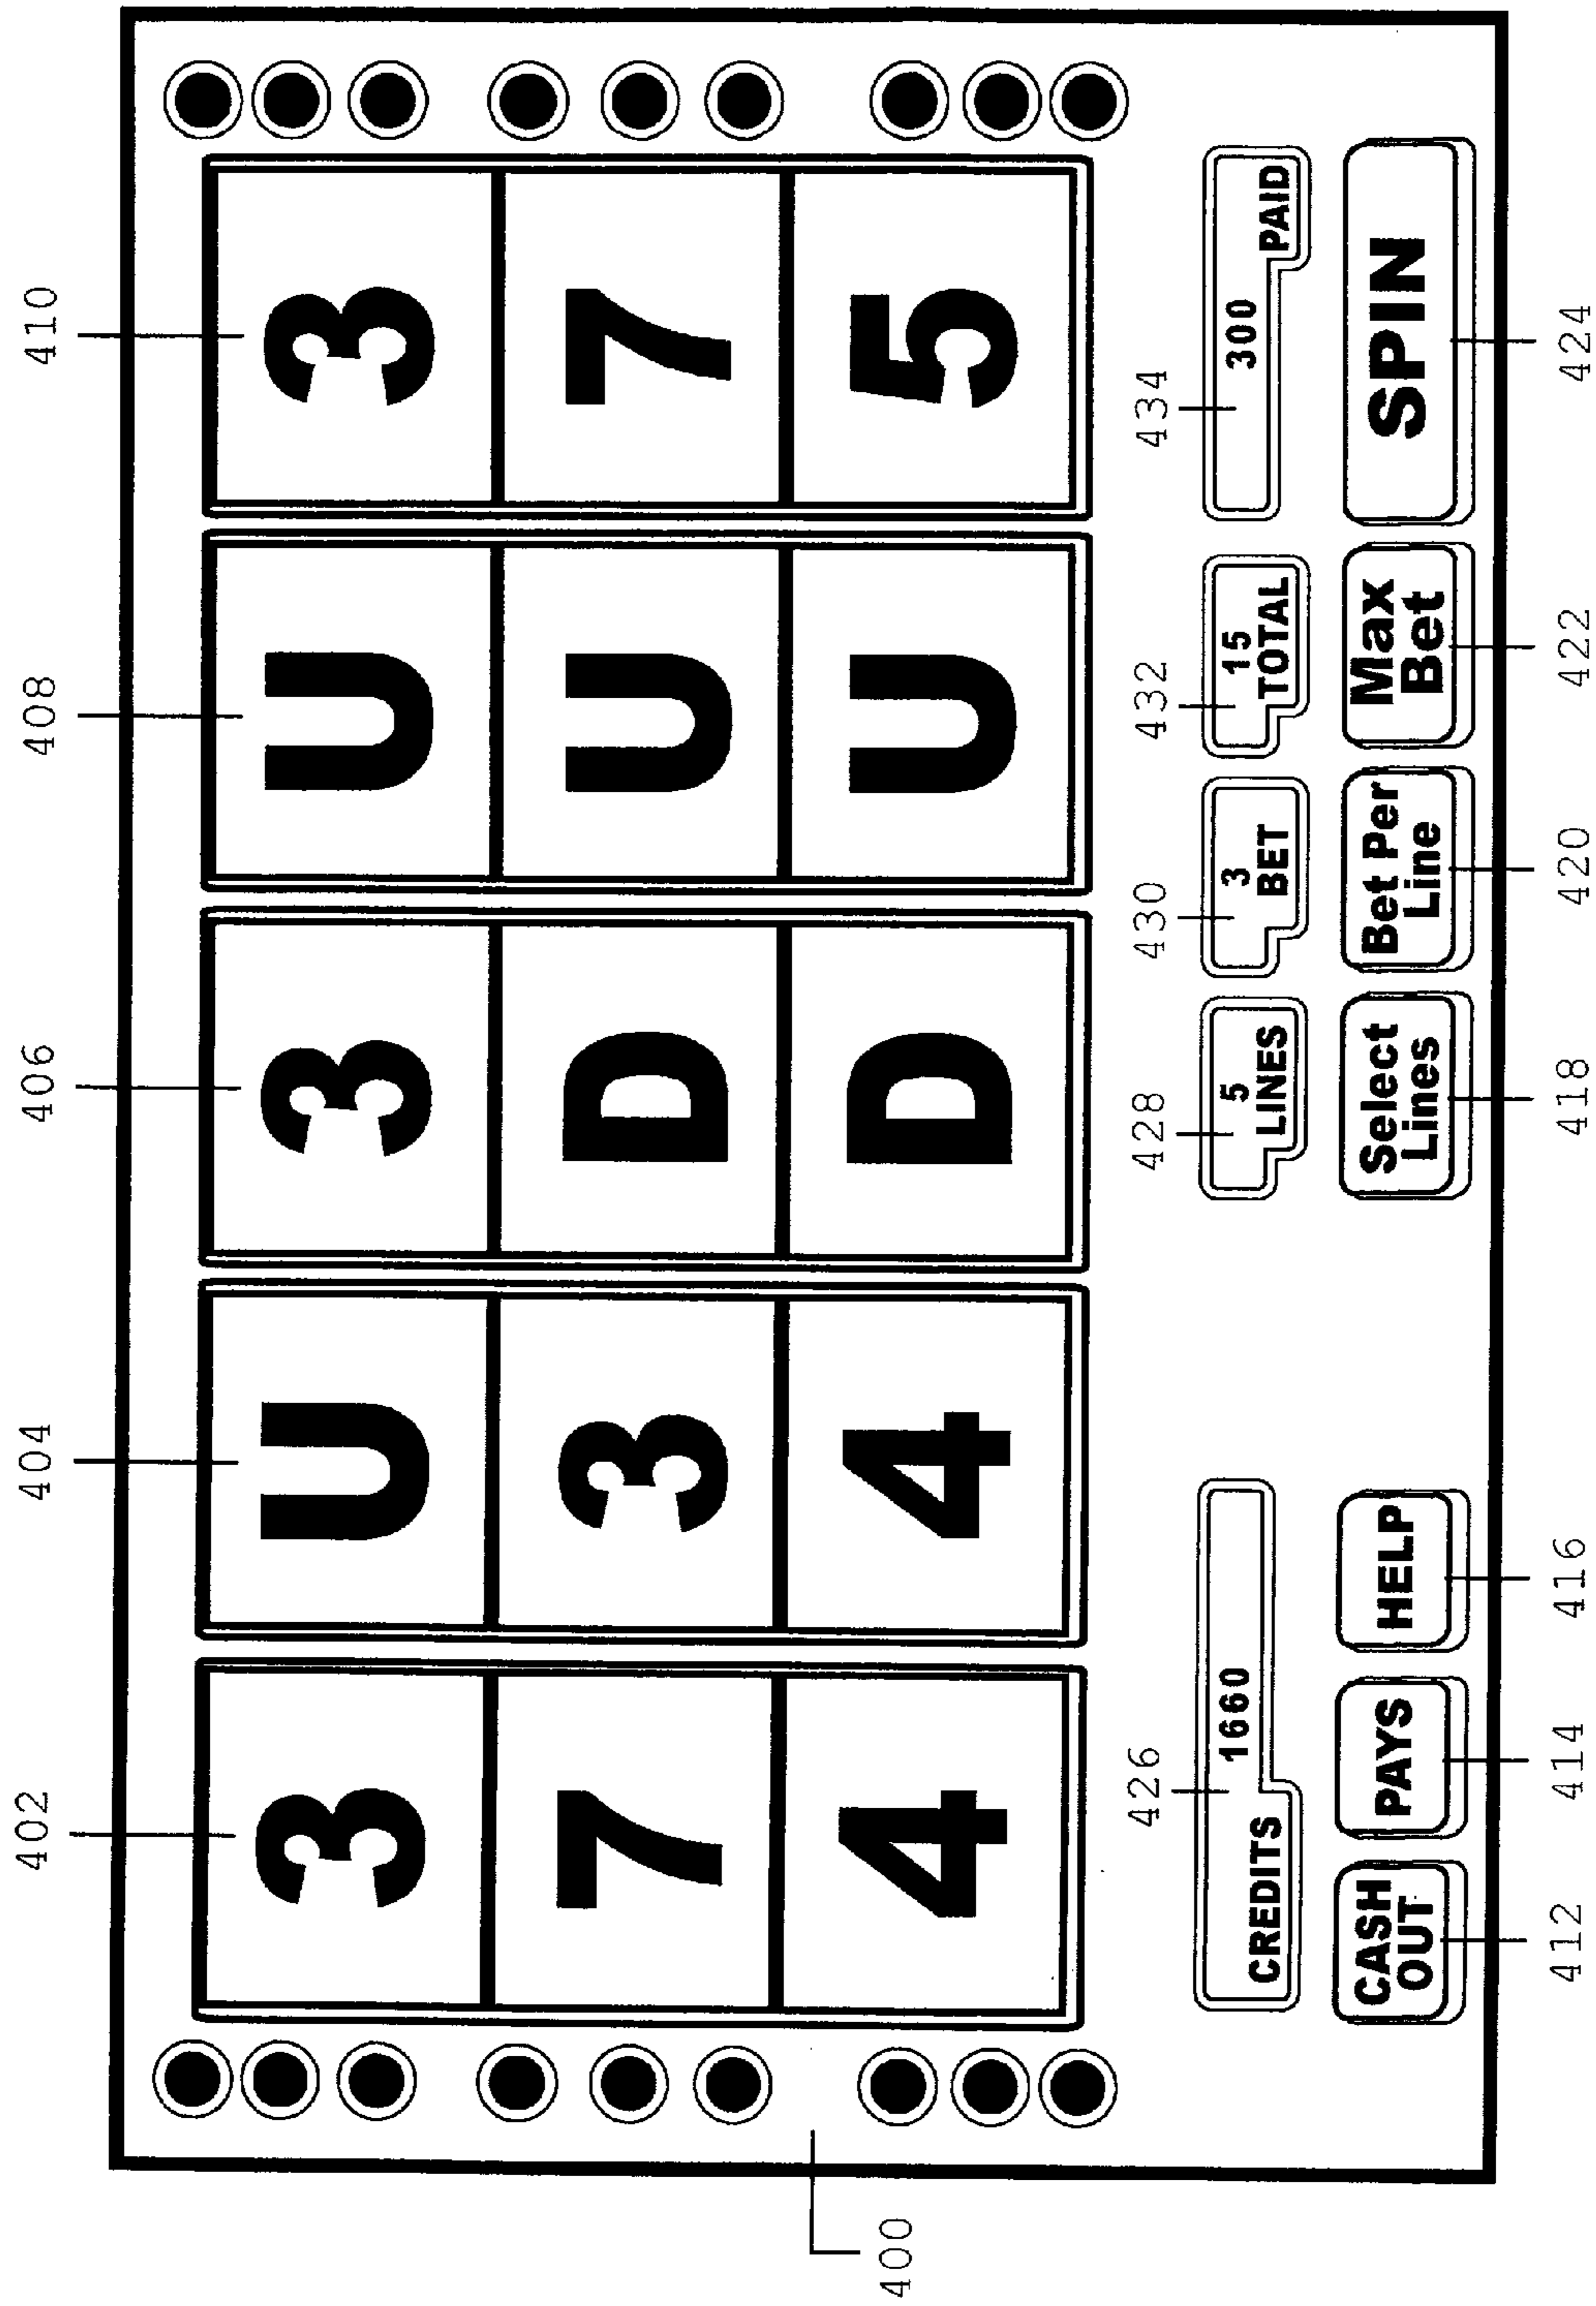 402 404 406 408 410
3 U 3 U 3
7 3 D U 7
4 4 D U 5
400
426 428 430 432 434
1660 5 3 15 300
CREDITS LINES BET TOTAL PAID
CASH OUT
PAYS
HELP
Select Lines
Bet Per Line
Max Bet
SPIN
412 414 416 418 420 422 424